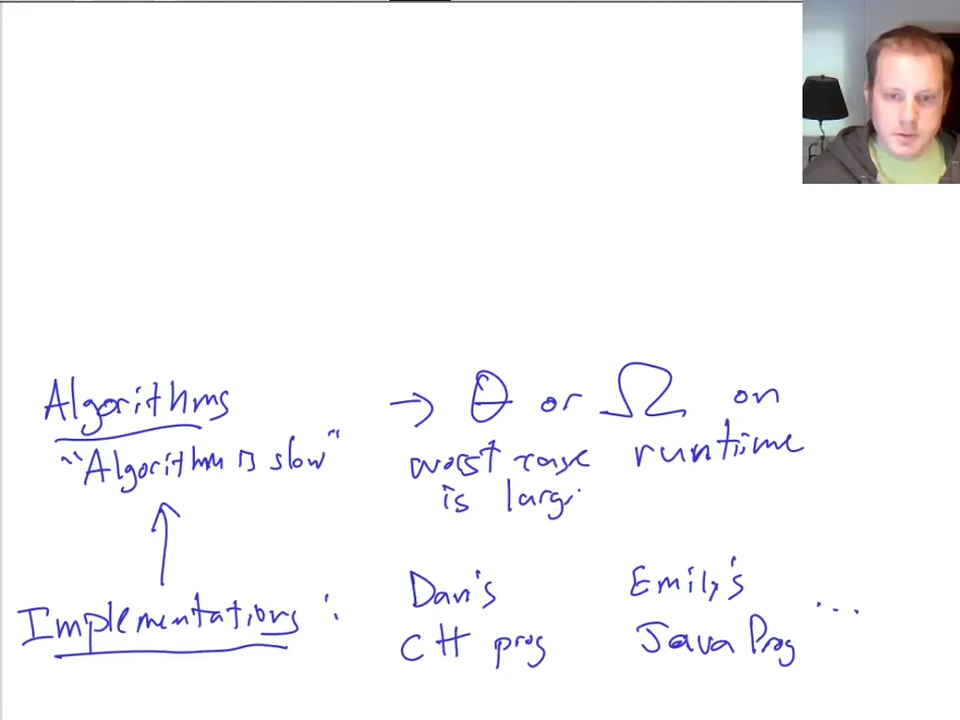 Algorithms → Θ or Ω on
"Algorithm is slow" worst case runtime
is large
Implementations: Dan's Emily's ...
C++ prog Java Prog